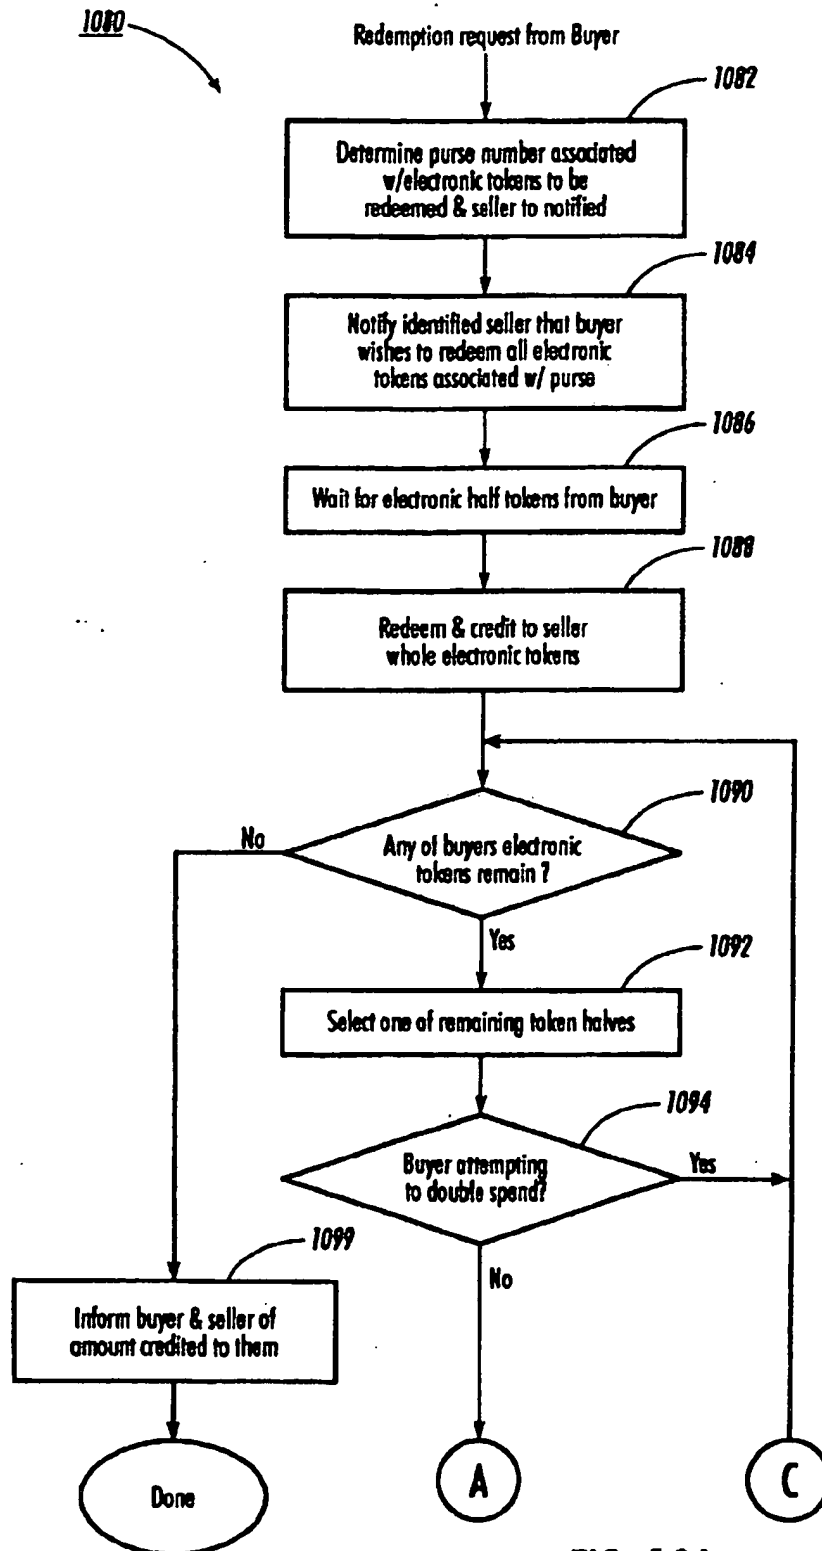 1080
Redemption request from Buyer
1082
Determine purse number associated
w/electronic tokens to be
redeemed & seller to notified
1084
Notify identified seller that buyer
wishes to redeem all electronic
tokens associated w/ purse
1086
Wait for electronic half tokens from buyer
1088
Redeem & credit to seller
whole electronic tokens
1090
No
Any of buyers electronic
tokens remain ?
Yes
1092
Select one of remaining token halves
1094
Buyer attempting
to double spend?
Yes
1099
No
Inform buyer & seller of
amount credited to them
Done
A
C